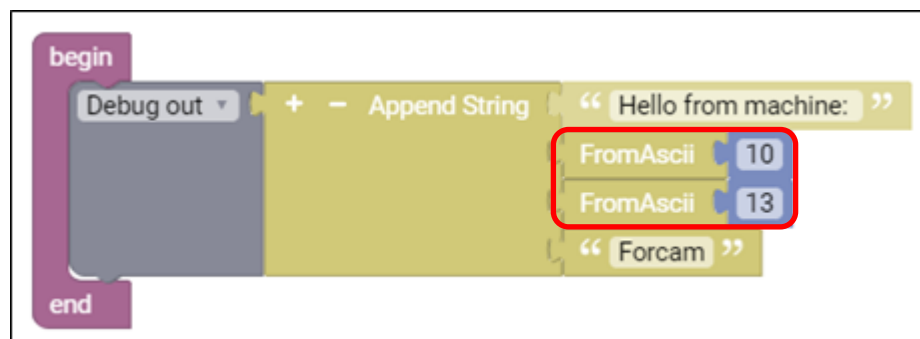 begin
Debug out + - Append String “ Hello from machine: ”
FromAscii 10
FromAscii 13
“ Forcam ”
end